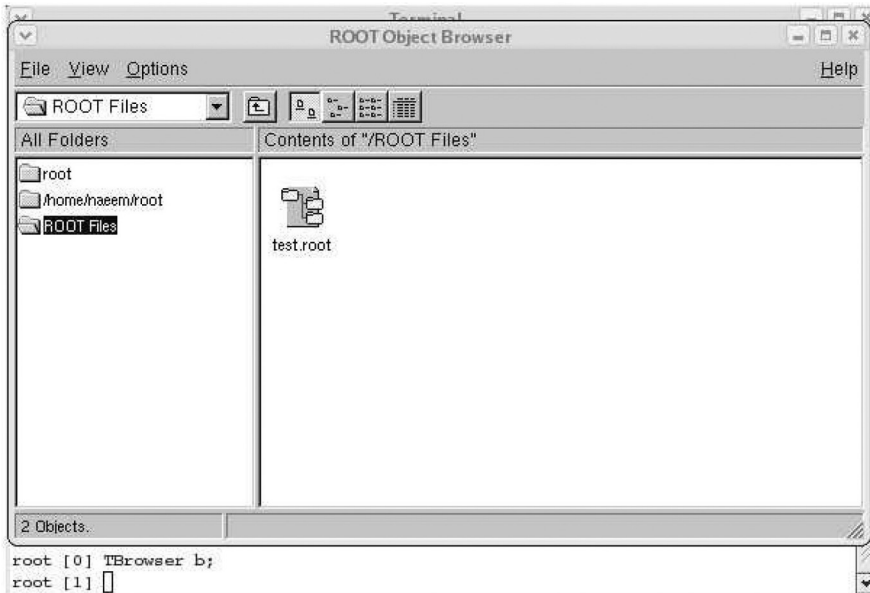 Terminal
ROOT Object Browser
File View Options Help
ROOT Files
All Folders
Contents of "/ROOT Files"
root
/home/naeem/root
ROOT Files
test.root
2 Objects.
root [0] TBrowser b;
root [1]